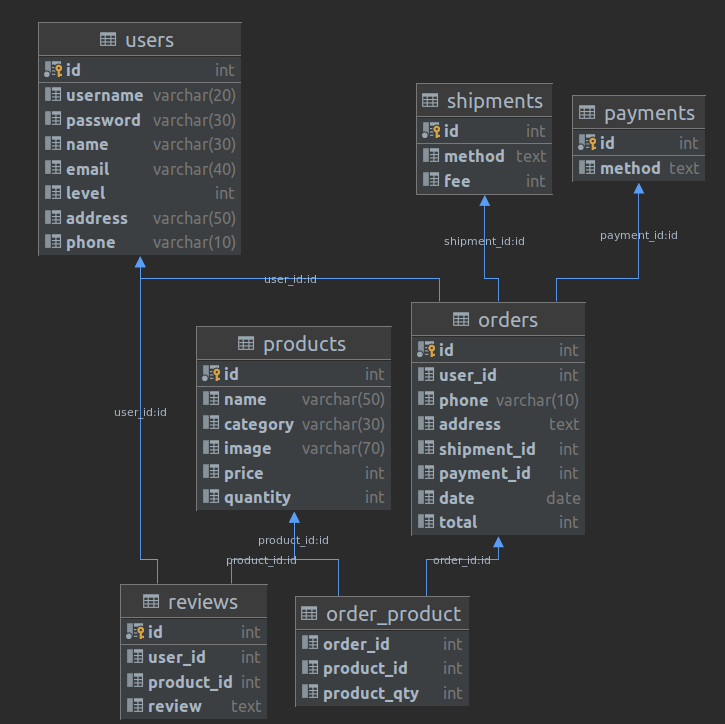 users
id int
username varchar(20)
password varchar(30)
name varchar(30)
email varchar(40)
level int
address varchar(50)
phone varchar(10)
shipments
id int
method text
fee int
payments
id int
method text
shipment_id:id
payment_id:id
user_id:id
orders
id int
user_id int
phone varchar(10)
address text
shipment_id int
payment_id int
date date
total int
products
id int
name varchar(50)
category varchar(30)
image varchar(70)
price int
quantity int
user_id:id
product_id:id
product_id:id
order_id:id
reviews
id int
user_id int
product_id int
review text
order_product
order_id int
product_id int
product_qty int